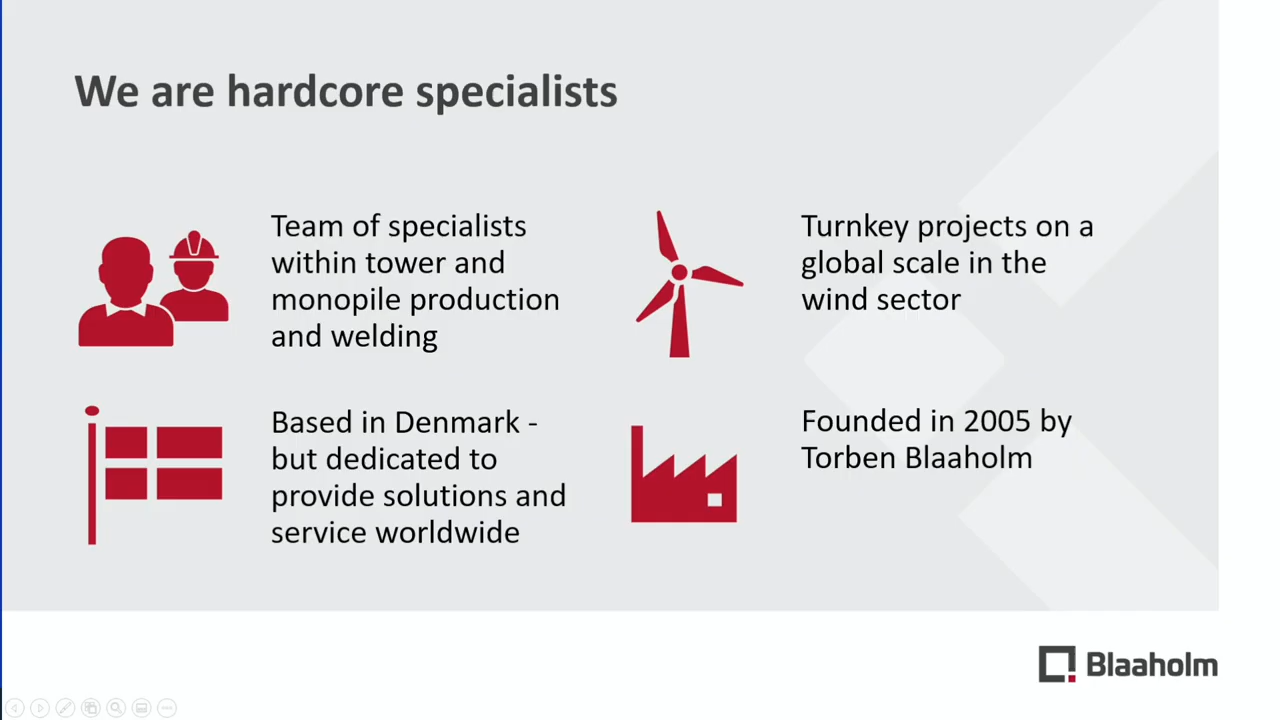 We are hardcore specialists
Team of specialists
within tower and
monopile production
and welding
Turnkey projects on a
global scale in the
wind sector
Based in Denmark -
but dedicated to
provide solutions and
service worldwide
Founded in 2005 by
Torben Blaaholm
Blaaholm